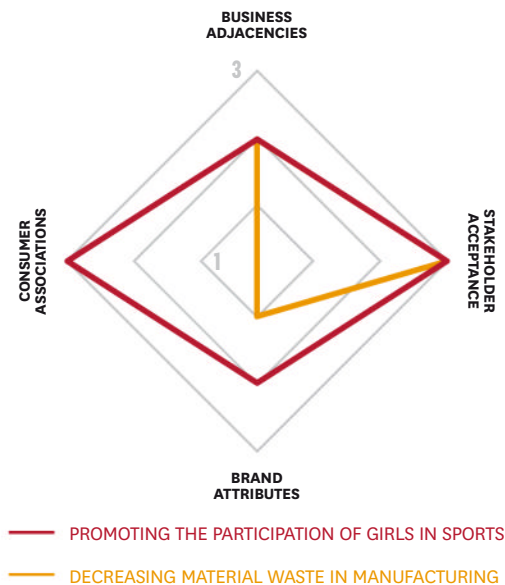 BUSINESS
ADJACENCIES
3
CONSUMER
ASSOCIATIONS
1
STAKEHOLDER
ACCEPTANCE
BRAND
ATTRIBUTES
PROMOTING THE PARTICIPATION OF GIRLS IN SPORTS
DECREASING MATERIAL WASTE IN MANUFACTURING